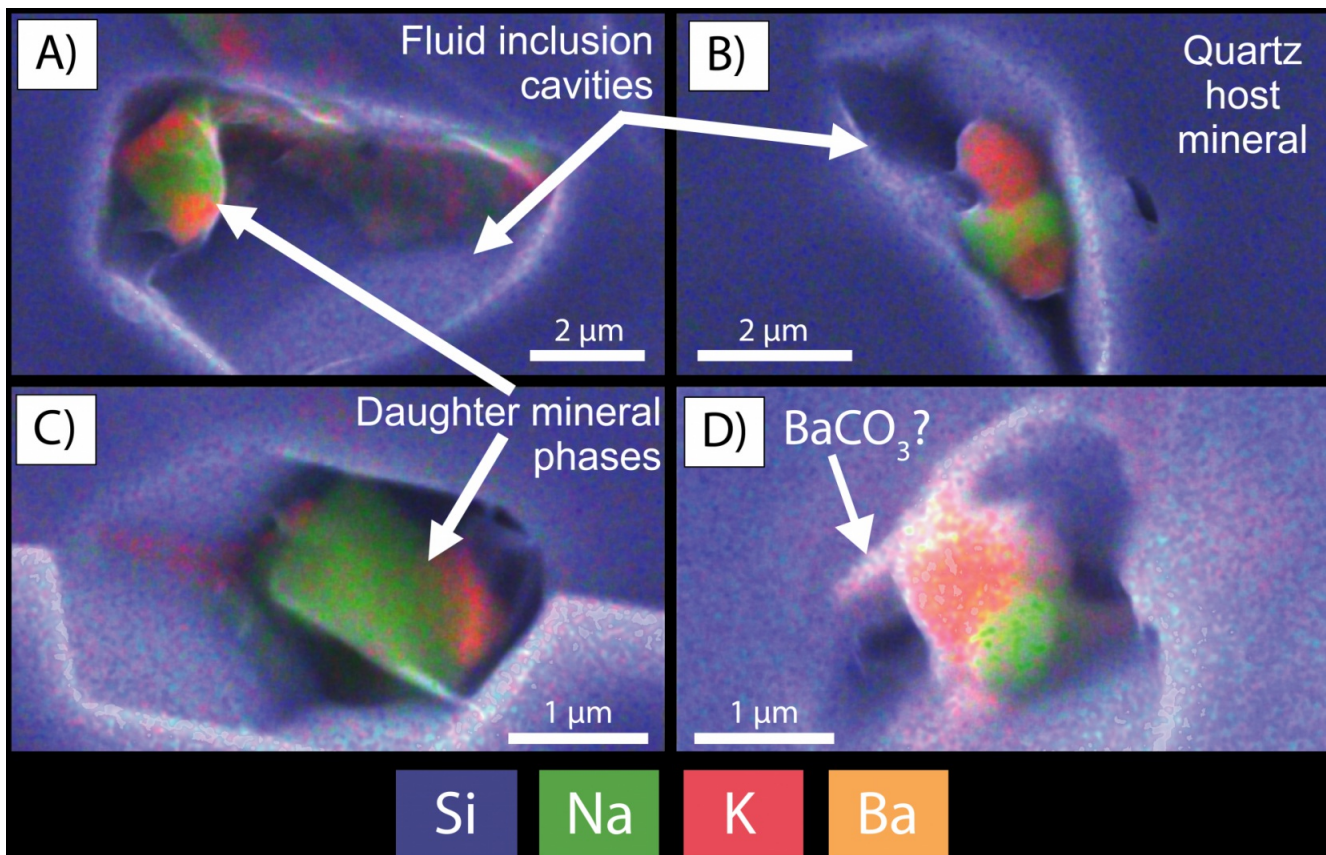 A)
Fluid inclusion
cavities
2 µm
B)
Quartz
host
mineral
2 µm
C)
Daughter mineral
phases
1 µm
D)
BaCO₃?
1 µm
Si
Na
K
Ba